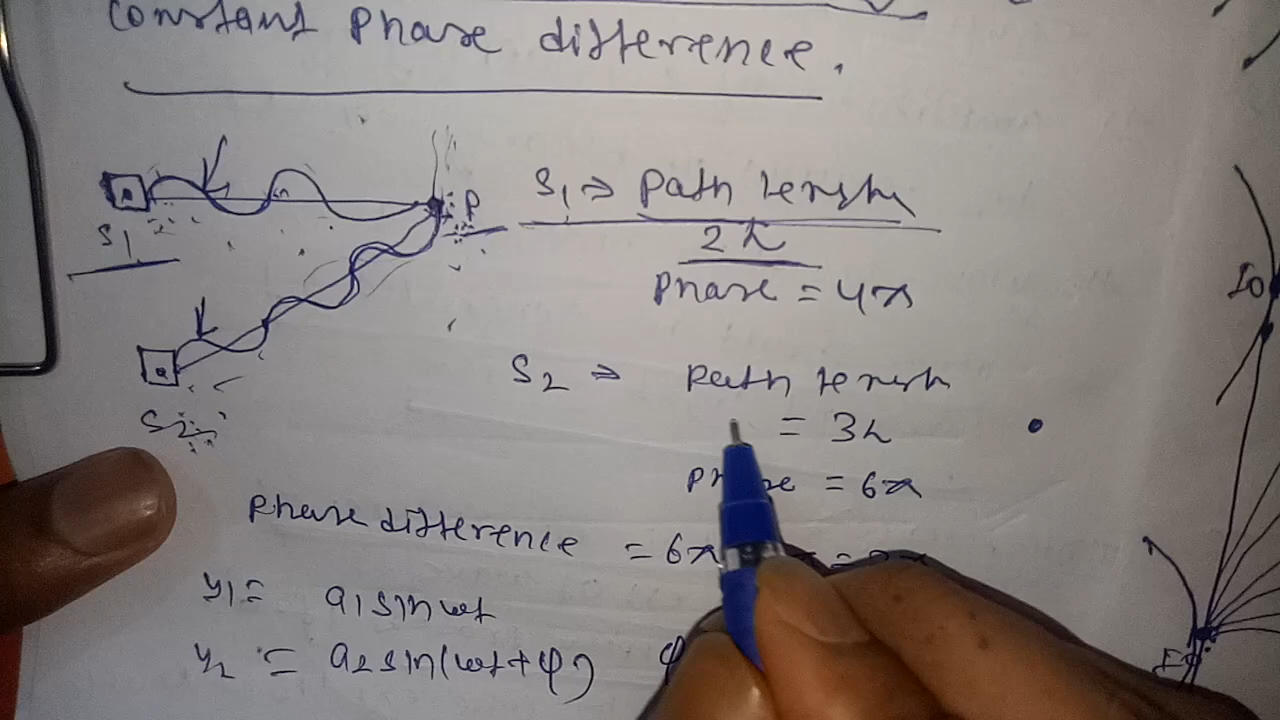 constant phase difference.
S1 P S1 ⇒ Path length
2λ
Phase = 4π
S2 ⇒ Path length
= 3λ
S2
= 6π
Phase difference = 6π
y1 = a1 sin ωt
y2 = a2 sin(ωt + φ) φ